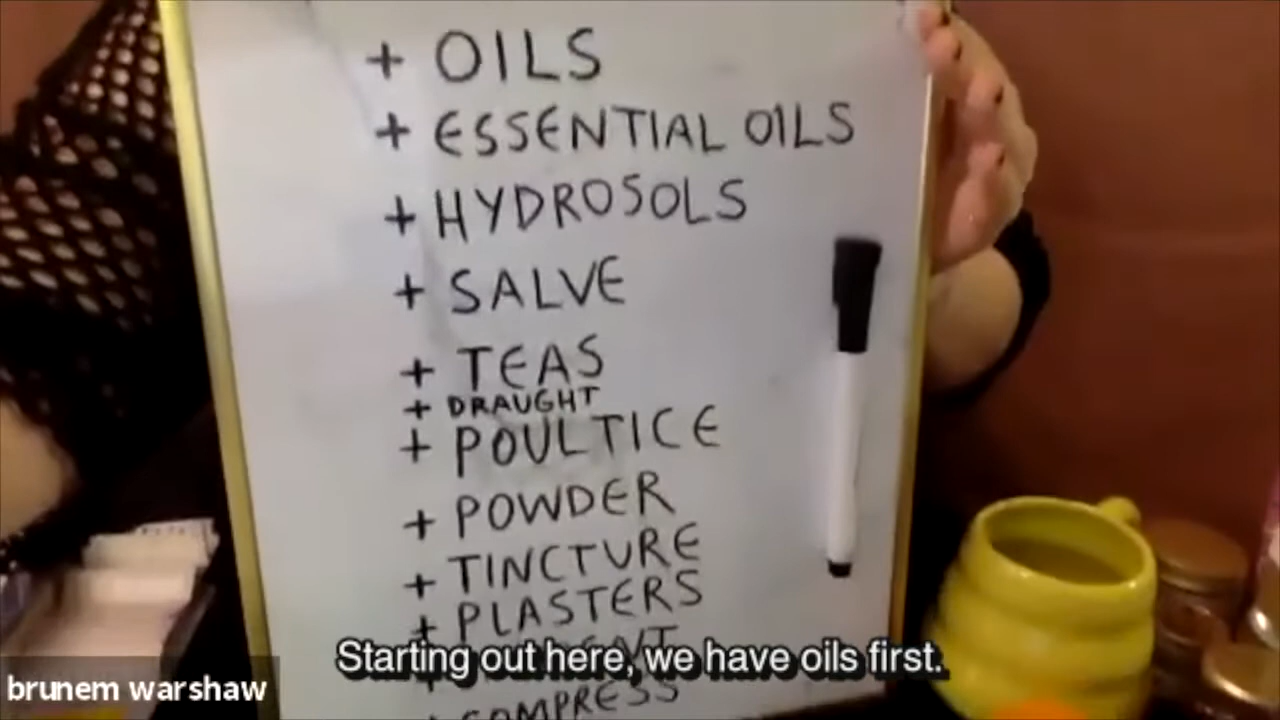 + OILS
+ ESSENTIAL OILS
+ HYDROSOLS
+ SALVE
+ TEAS
+ DRAUGHT
+ POULTICE
+ POWDER
+ TINCTURE
+ PLASTERS
+ COMPRESS
Starting out here, we have oils first.
brunem warshaw